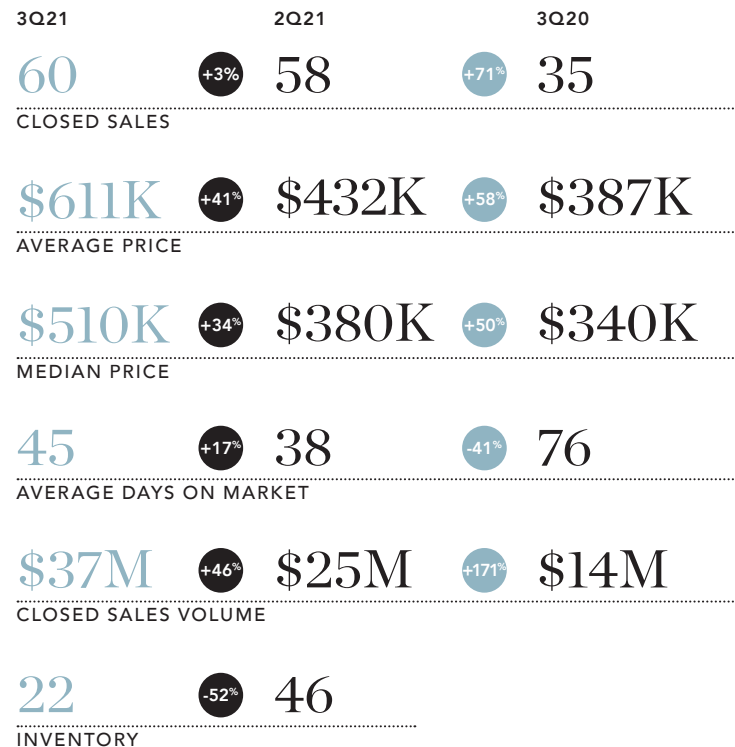 3Q21 2Q21 3Q20
60 +3% 58 +71% 35
CLOSED SALES
$611K +41% $432K +58% $387K
AVERAGE PRICE
$510K +34% $380K +50% $340K
MEDIAN PRICE
45 +17% 38 -41% 76
AVERAGE DAYS ON MARKET
$37M +46% $25M +171% $14M
CLOSED SALES VOLUME
22 -52% 46
INVENTORY